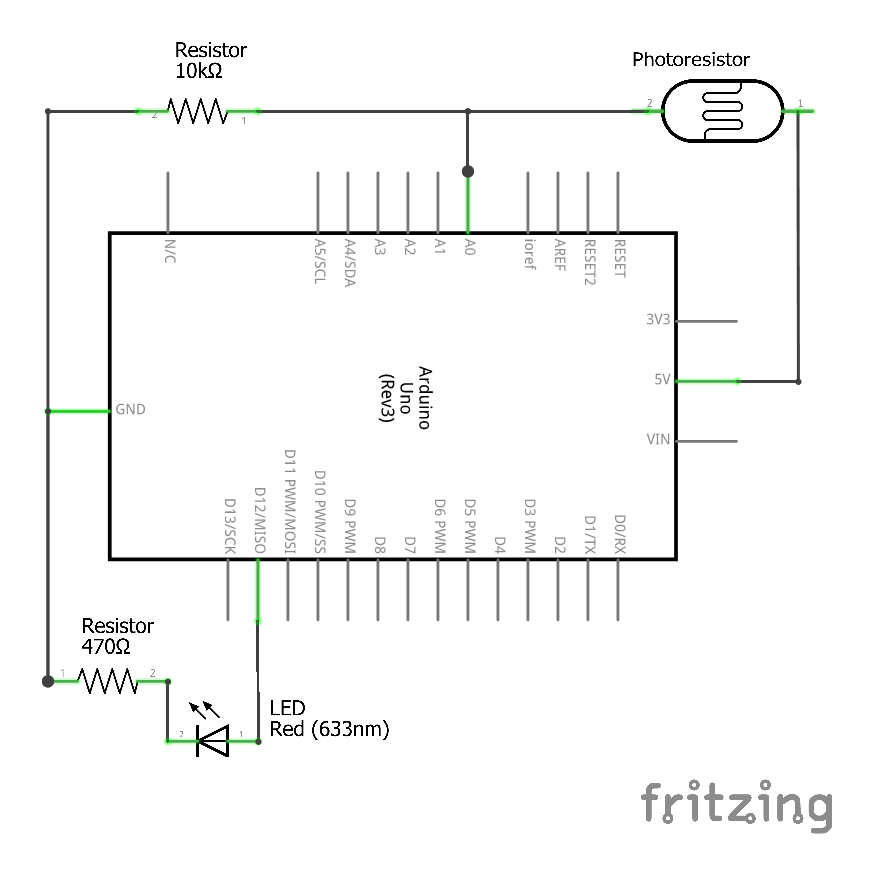 Resistor
10kΩ
Photoresistor
2
1
2
1
N/C
A5/SCL
A4/SDA
A3
A2
A1
A0
ioref
AREF
RESET2
RESET
3V3
5V
VIN
GND
Arduino
Uno
(Rev3)
D13/SCK
D12/MISO
D11 PWM/MOSI
D10 PWM/SS
D9 PWM
D8
D7
D6 PWM
D5 PWM
D4
D3 PWM
D2
D1/TX
D0/RX
Resistor
470Ω
1
2
LED
Red (633nm)
2
1
fritzing